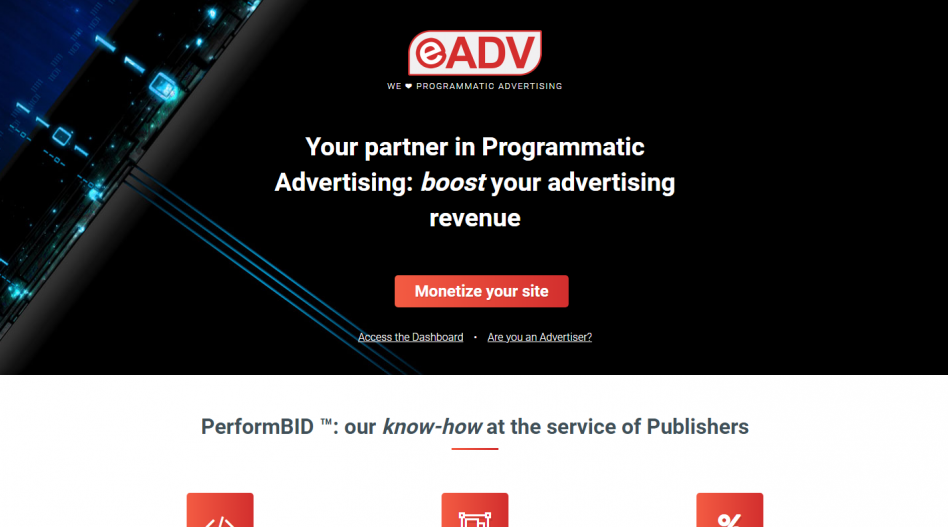 eADV
WE ❤ PROGRAMMATIC ADVERTISING
Your partner in Programmatic
Advertising: boost your advertising
revenue
Monetize your site
Access the Dashboard • Are you an Advertiser?
PerformBID ™: our know-how at the service of Publishers